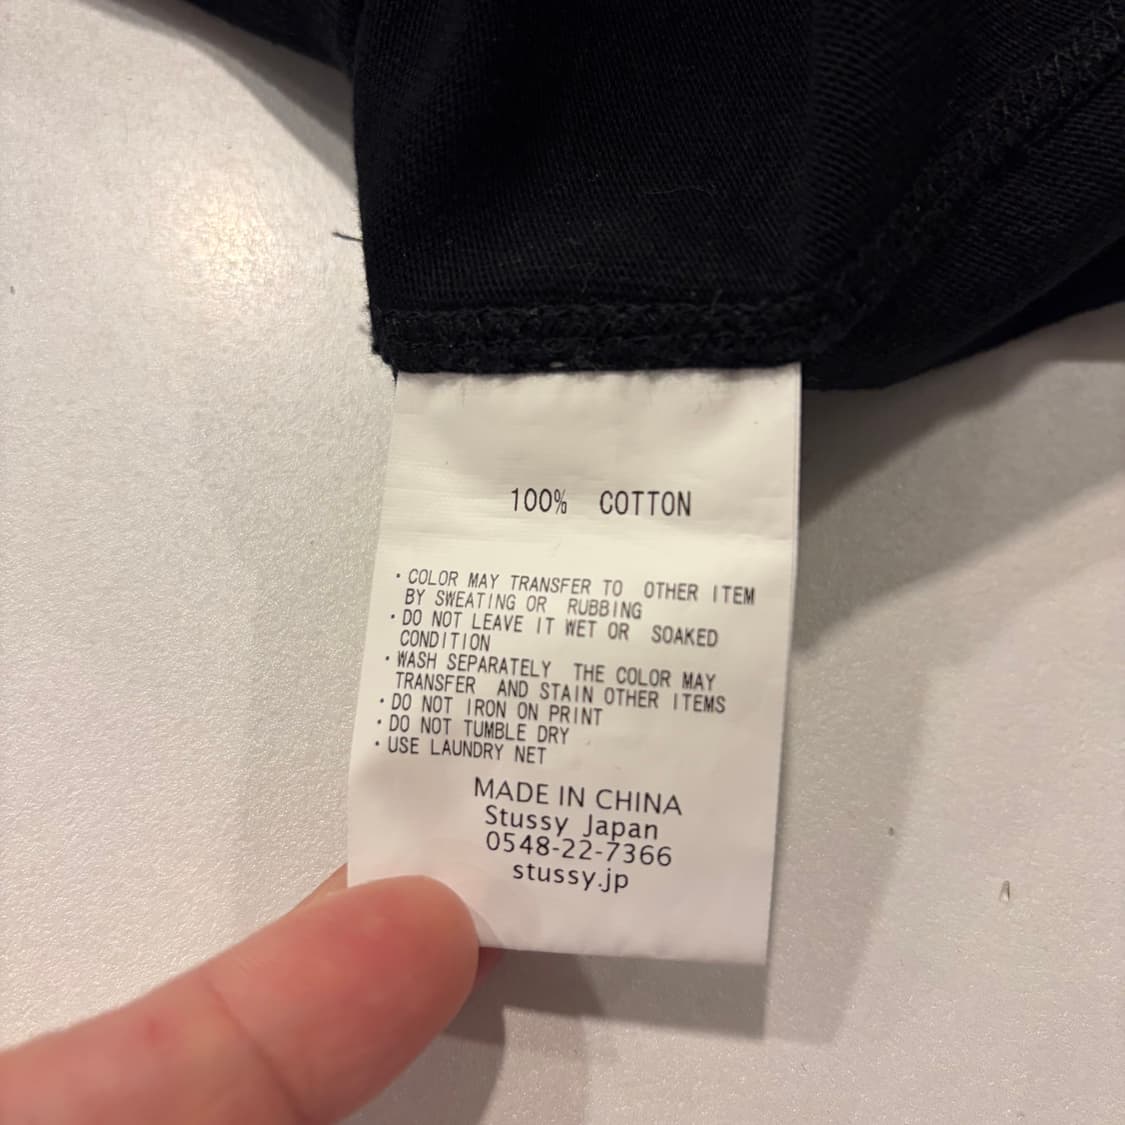 100% COTTON
・COLOR MAY TRANSFER TO OTHER ITEM
BY SWEATING OR RUBBING
・DO NOT LEAVE IT WET OR SOAKED
CONDITION
・WASH SEPARATELY THE COLOR MAY
TRANSFER AND STAIN OTHER ITEMS
・DO NOT IRON ON PRINT
・DO NOT TUMBLE DRY
・USE LAUNDRY NET
MADE IN CHINA
Stussy Japan
0548-22-7366
stussy.jp